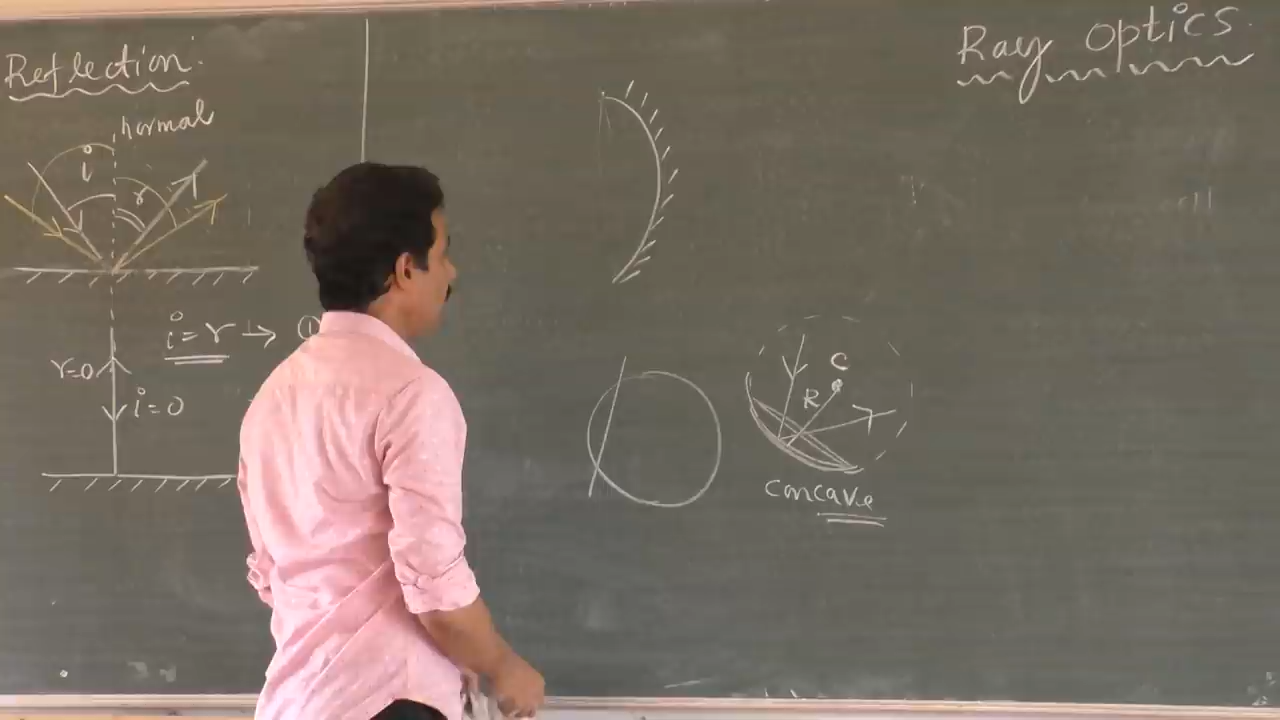 Ray Optics.
Reflection:
normal
i
r
i = r → ①
r=0
i=0
C
R
concave